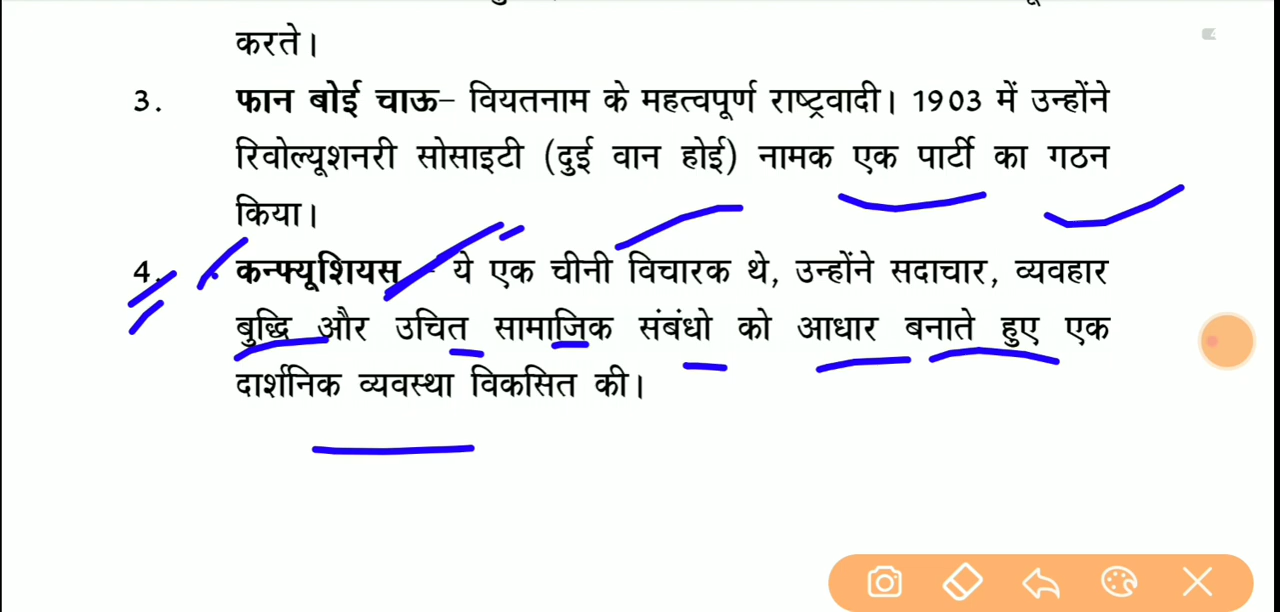 करते।
3. फान बोई चाऊ– वियतनाम के महत्वपूर्ण राष्ट्रवादी। 1903 में उन्होंने
रिवोल्यूशनरी सोसाइटी (दुई वान होई) नामक एक पार्टी का गठन
किया।
4. कन्फ्यूशियस - ये एक चीनी विचारक थे, उन्होंने सदाचार, व्यवहार
बुद्धि और उचित सामाजिक संबंधो को आधार बनाते हुए एक
दार्शनिक व्यवस्था विकसित की।